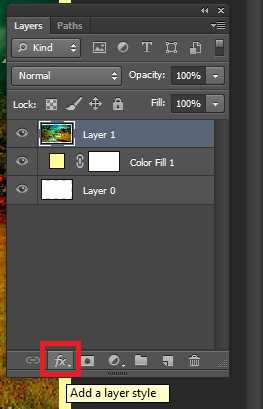 Layers Paths
Kind T
Normal Opacity: 100%
Lock: Fill: 100%
Layer 1
Color Fill 1
Layer 0
fx
Add a layer style